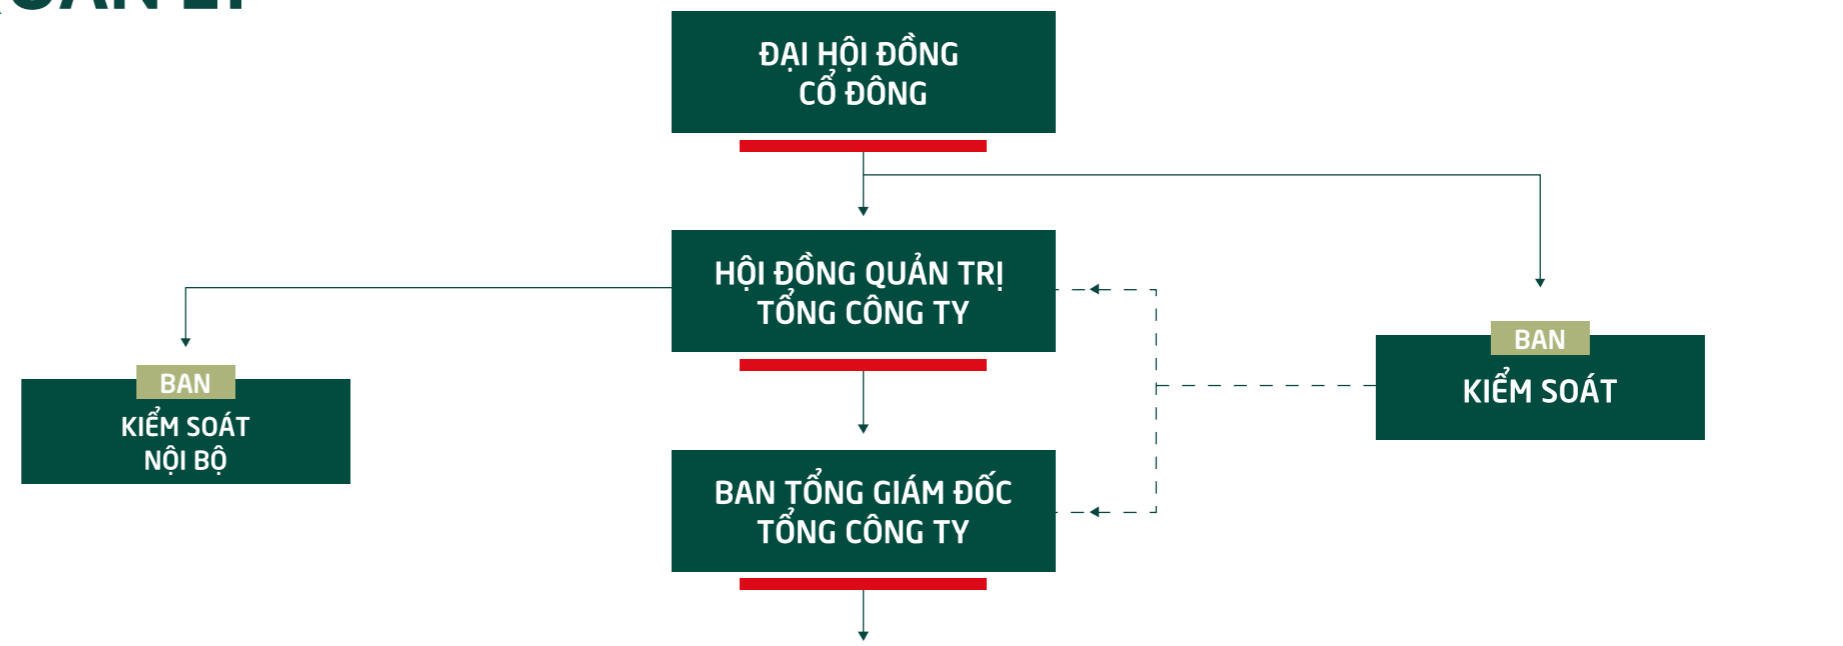 ĐẠI HỘI ĐỒNG
CỔ ĐÔNG
HỘI ĐỒNG QUẢN TRỊ
TỔNG CÔNG TY
BAN
KIỂM SOÁT
BAN
KIỂM SOÁT
NỘI BỘ
BAN TỔNG GIÁM ĐỐC
TỔNG CÔNG TY